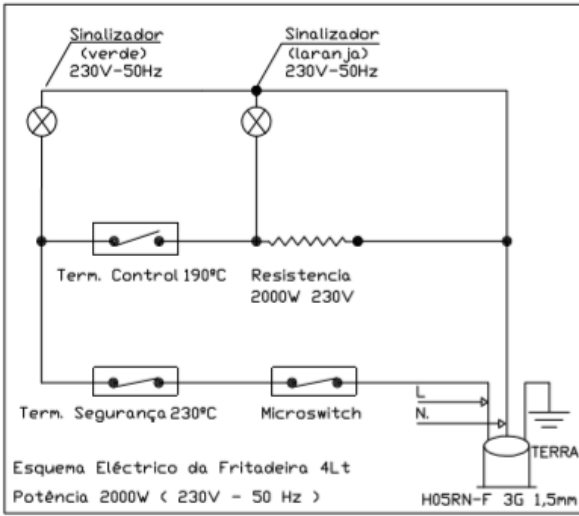 Sinalizador
(verde)
230V-50Hz
Sinalizador
(laranja)
230V-50Hz
Term. Control 190ºC
Resistencia
2000W 230V
Term. Segurança 230ºC
Microswitch
L
N.
TERRA
Esquema Eléctrico da Fritadeira 4Lt
Potência 2000W ( 230V - 50 Hz )
H05RN-F 3G 1,5mm